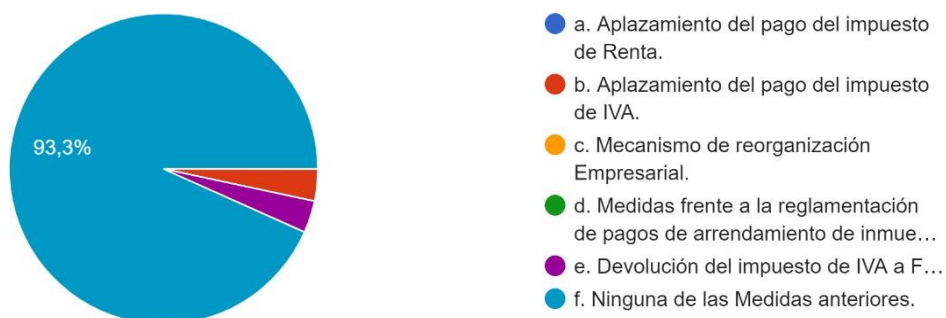 a. Aplazamiento del pago del impuesto
de Renta.
b. Aplazamiento del pago del impuesto
de IVA.
93,3%
c. Mecanismo de reorganización
Empresarial.
d. Medidas frente a la reglamentación
de pagos de arrendamiento de inmue…
e. Devolución del impuesto de IVA a F…
f. Ninguna de las Medidas anteriores.